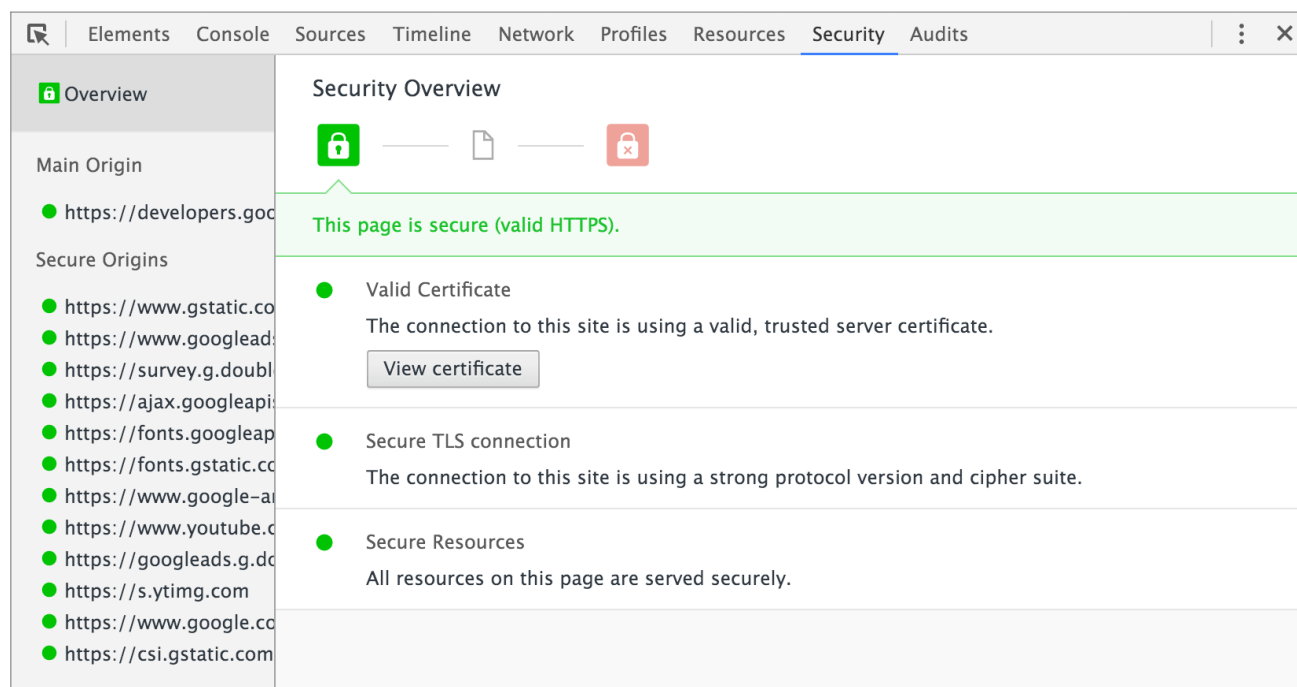 Elements Console Sources Timeline Network Profiles Resources Security Audits
Overview
Main Origin
https://developers.goo
Secure Origins
https://www.gstatic.co
https://www.googleads
https://survey.g.doubl
https://ajax.googleapis
https://fonts.googleap
https://fonts.gstatic.co
https://www.google-an
https://www.youtube.c
https://googleads.g.do
https://s.ytimg.com
https://www.google.co
https://csi.gstatic.com
Security Overview
This page is secure (valid HTTPS).
Valid Certificate
The connection to this site is using a valid, trusted server certificate.
View certificate
Secure TLS connection
The connection to this site is using a strong protocol version and cipher suite.
Secure Resources
All resources on this page are served securely.